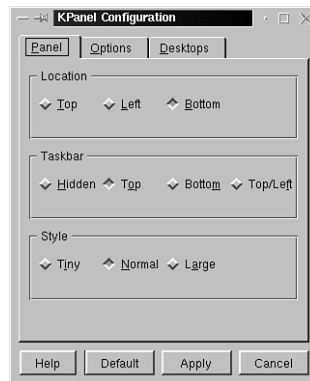 KPanel Configuration
Panel Options Desktops
Location
Top Left Bottom
Taskbar
Hidden Top Bottom Top/Left
Style
Tiny Normal Large
Help Default Apply Cancel